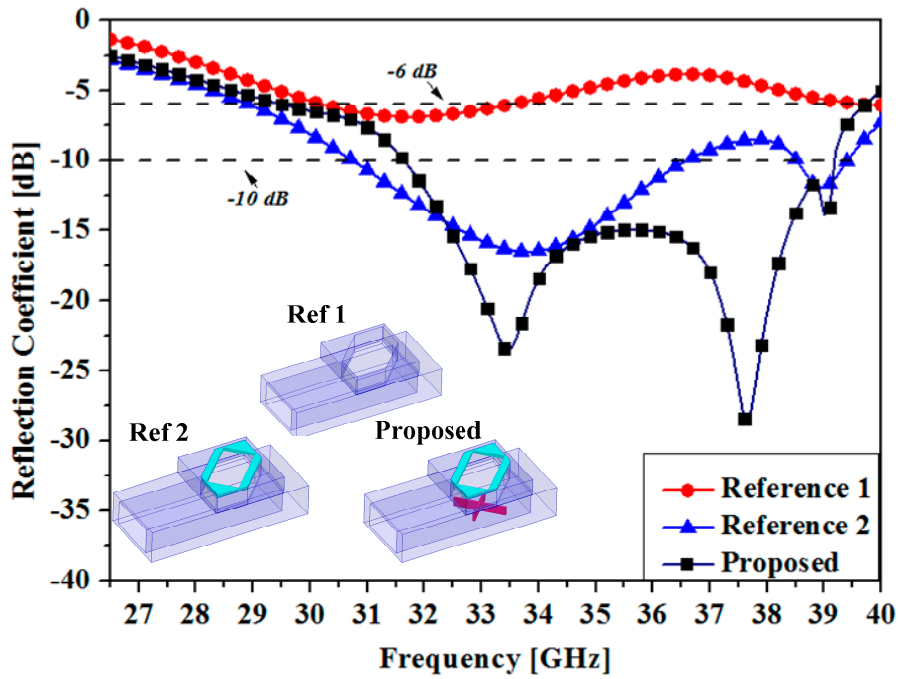 0
-5
-10
-15
-20
-25
-30
-35
-40
Reflection Coefficient [dB]
-6 dB
-10 dB
Ref 1
Ref 2
Proposed
Reference 1
Reference 2
Proposed
27 28 29 30 31 32 33 34 35 36 37 38 39 40
Frequency [GHz]